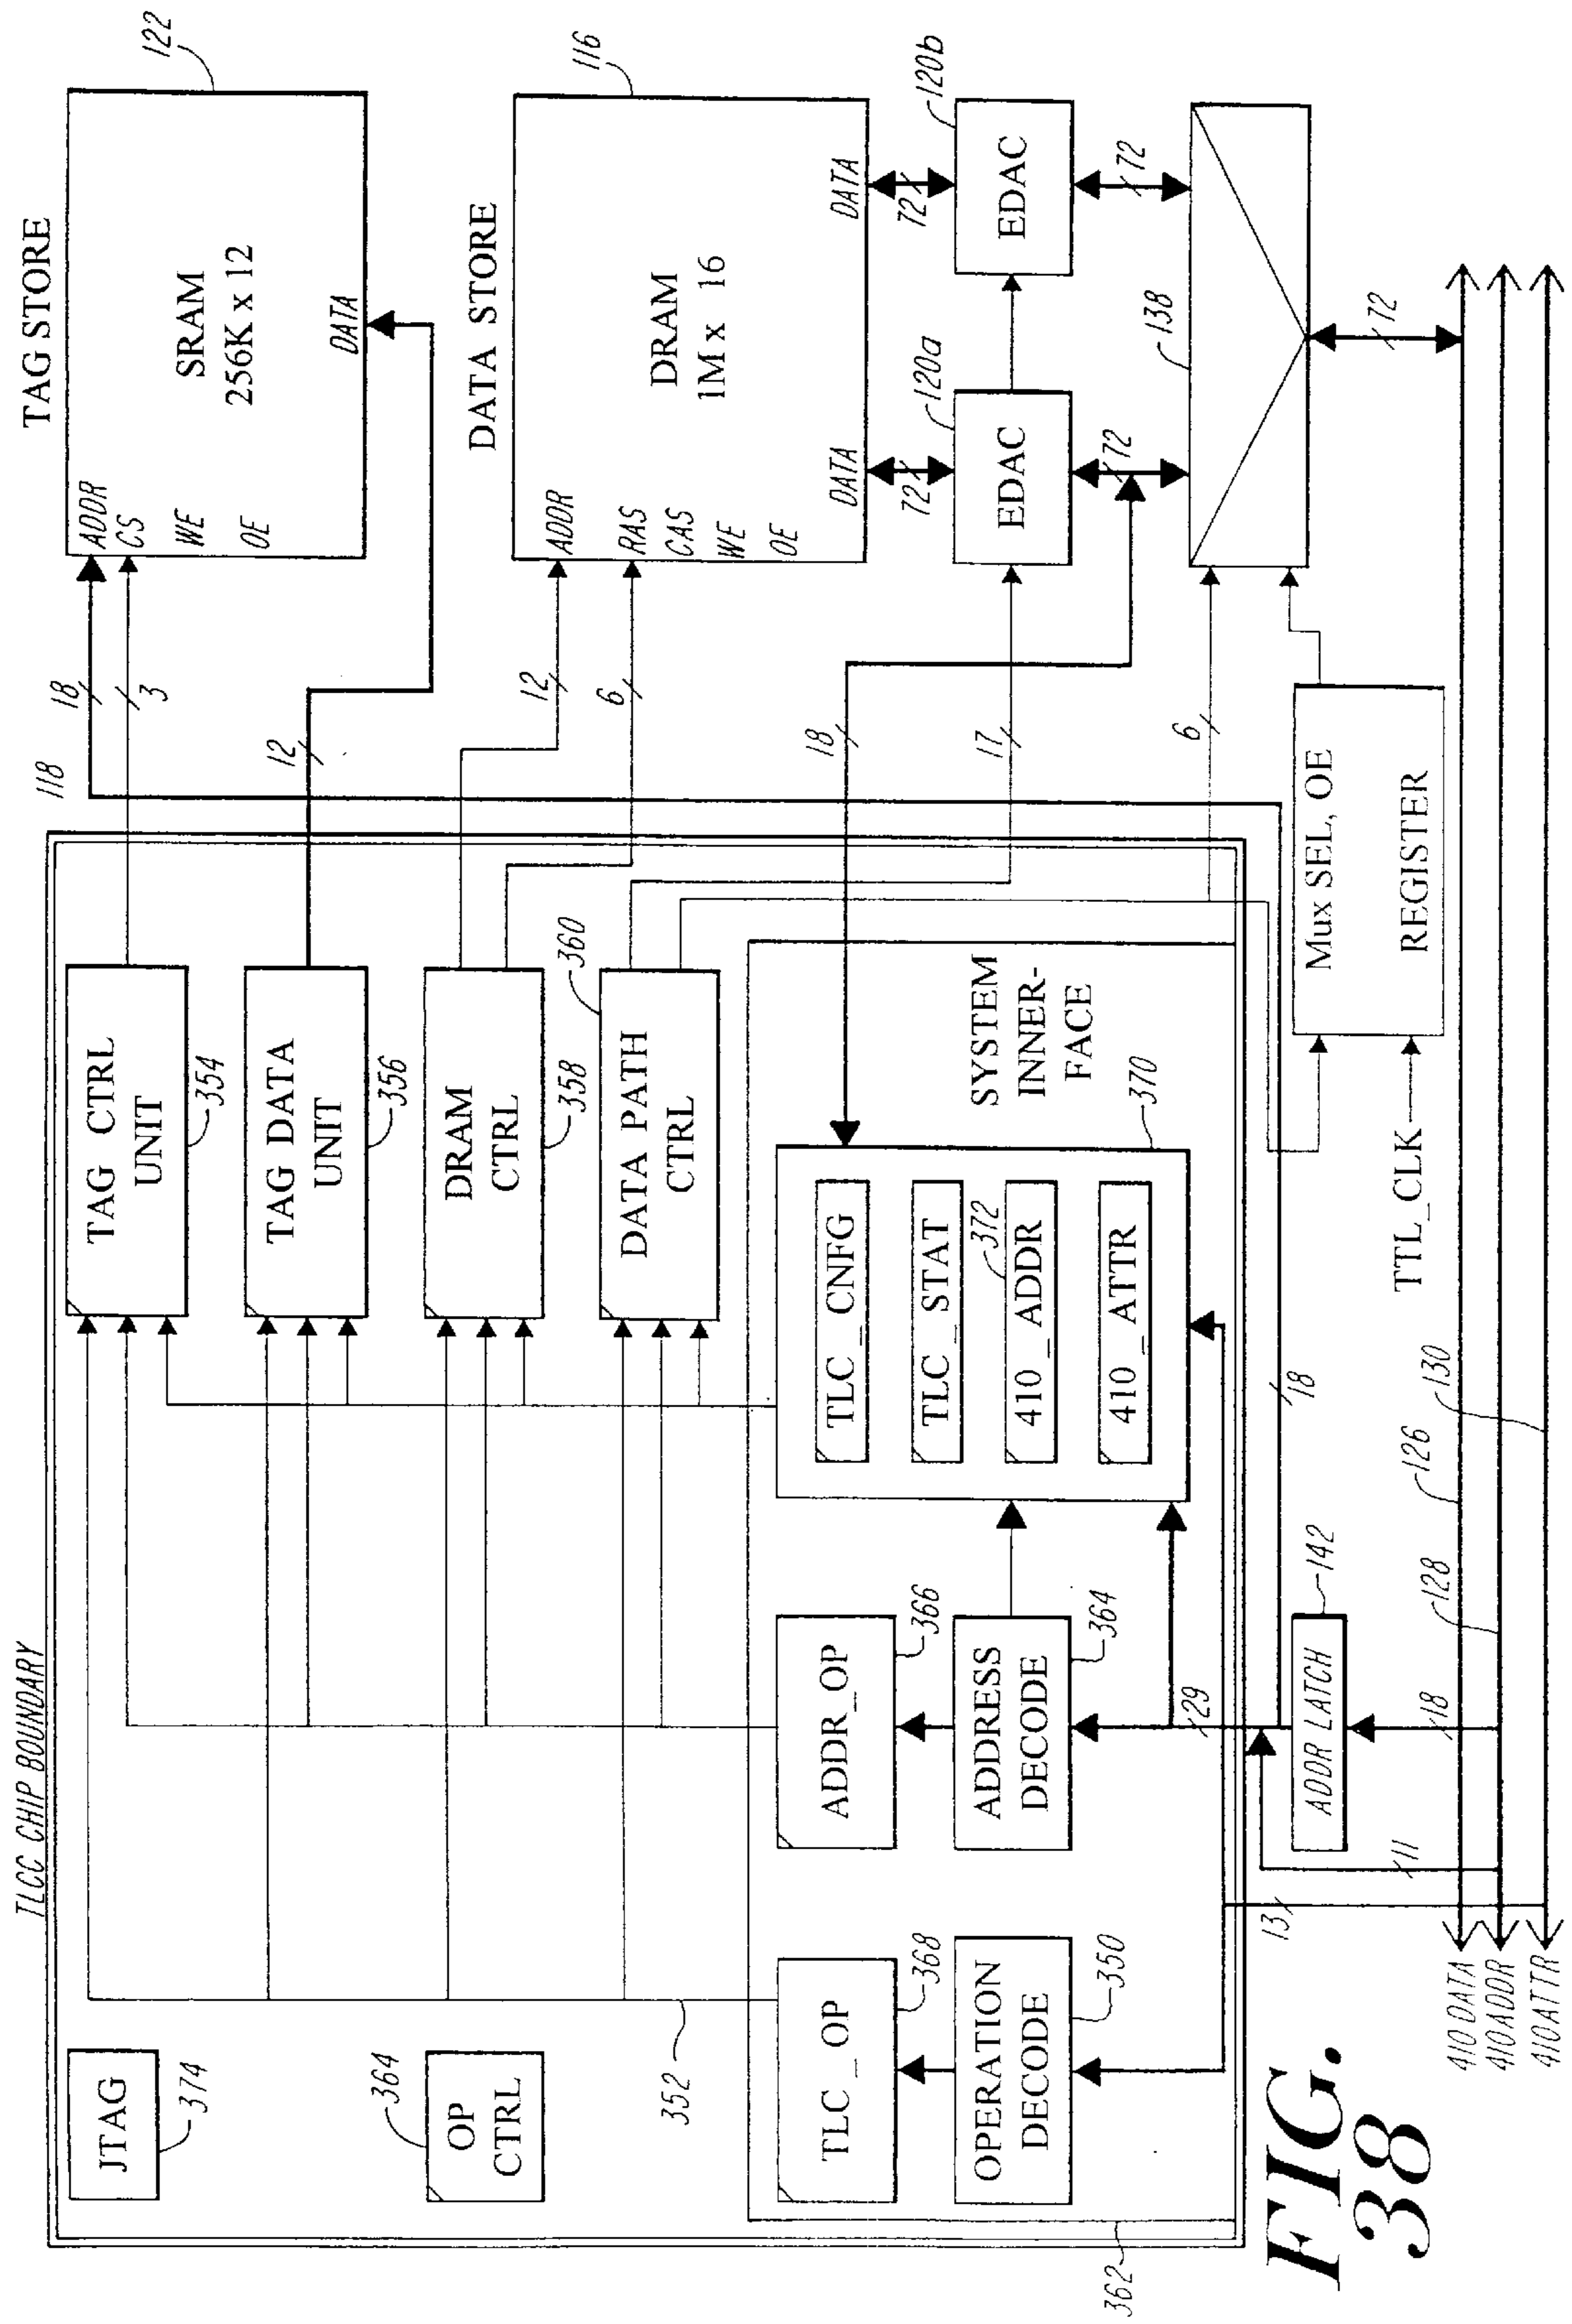 TLCC CHIP BOUNDARY
JTAG
374
OP
CTRL
364
TAG CTRL
UNIT
354
TAG DATA
UNIT
356
DRAM
CTRL
358
DATA PATH
CTRL
360
352
362
TLC_OP
368
OPERATION
DECODE
350
ADDR_OP
366
ADDRESS
DECODE
364
29
TLC_CNFG
TLC_STAT
372
410_ADDR
410_ATTR
370
SYSTEM
INNER-
FACE
118
18
3
12
12
6
18
17
6
TAG STORE
122
ADDR
CS
WE
OE
SRAM
256K x 12
DATA
DATA STORE
116
ADDR
RAS
CAS
WE
OE
DRAM
1M x 16
DATA
DATA
72
72
EDAC
120a
EDAC
120b
72
72
138
72
Mux SEL, OE
REGISTER
TTL_CLK
18
ADDR LATCH
142
18
11
13
128
126
130
410 DATA
410 ADDR
410 ATTR
FIG.
38